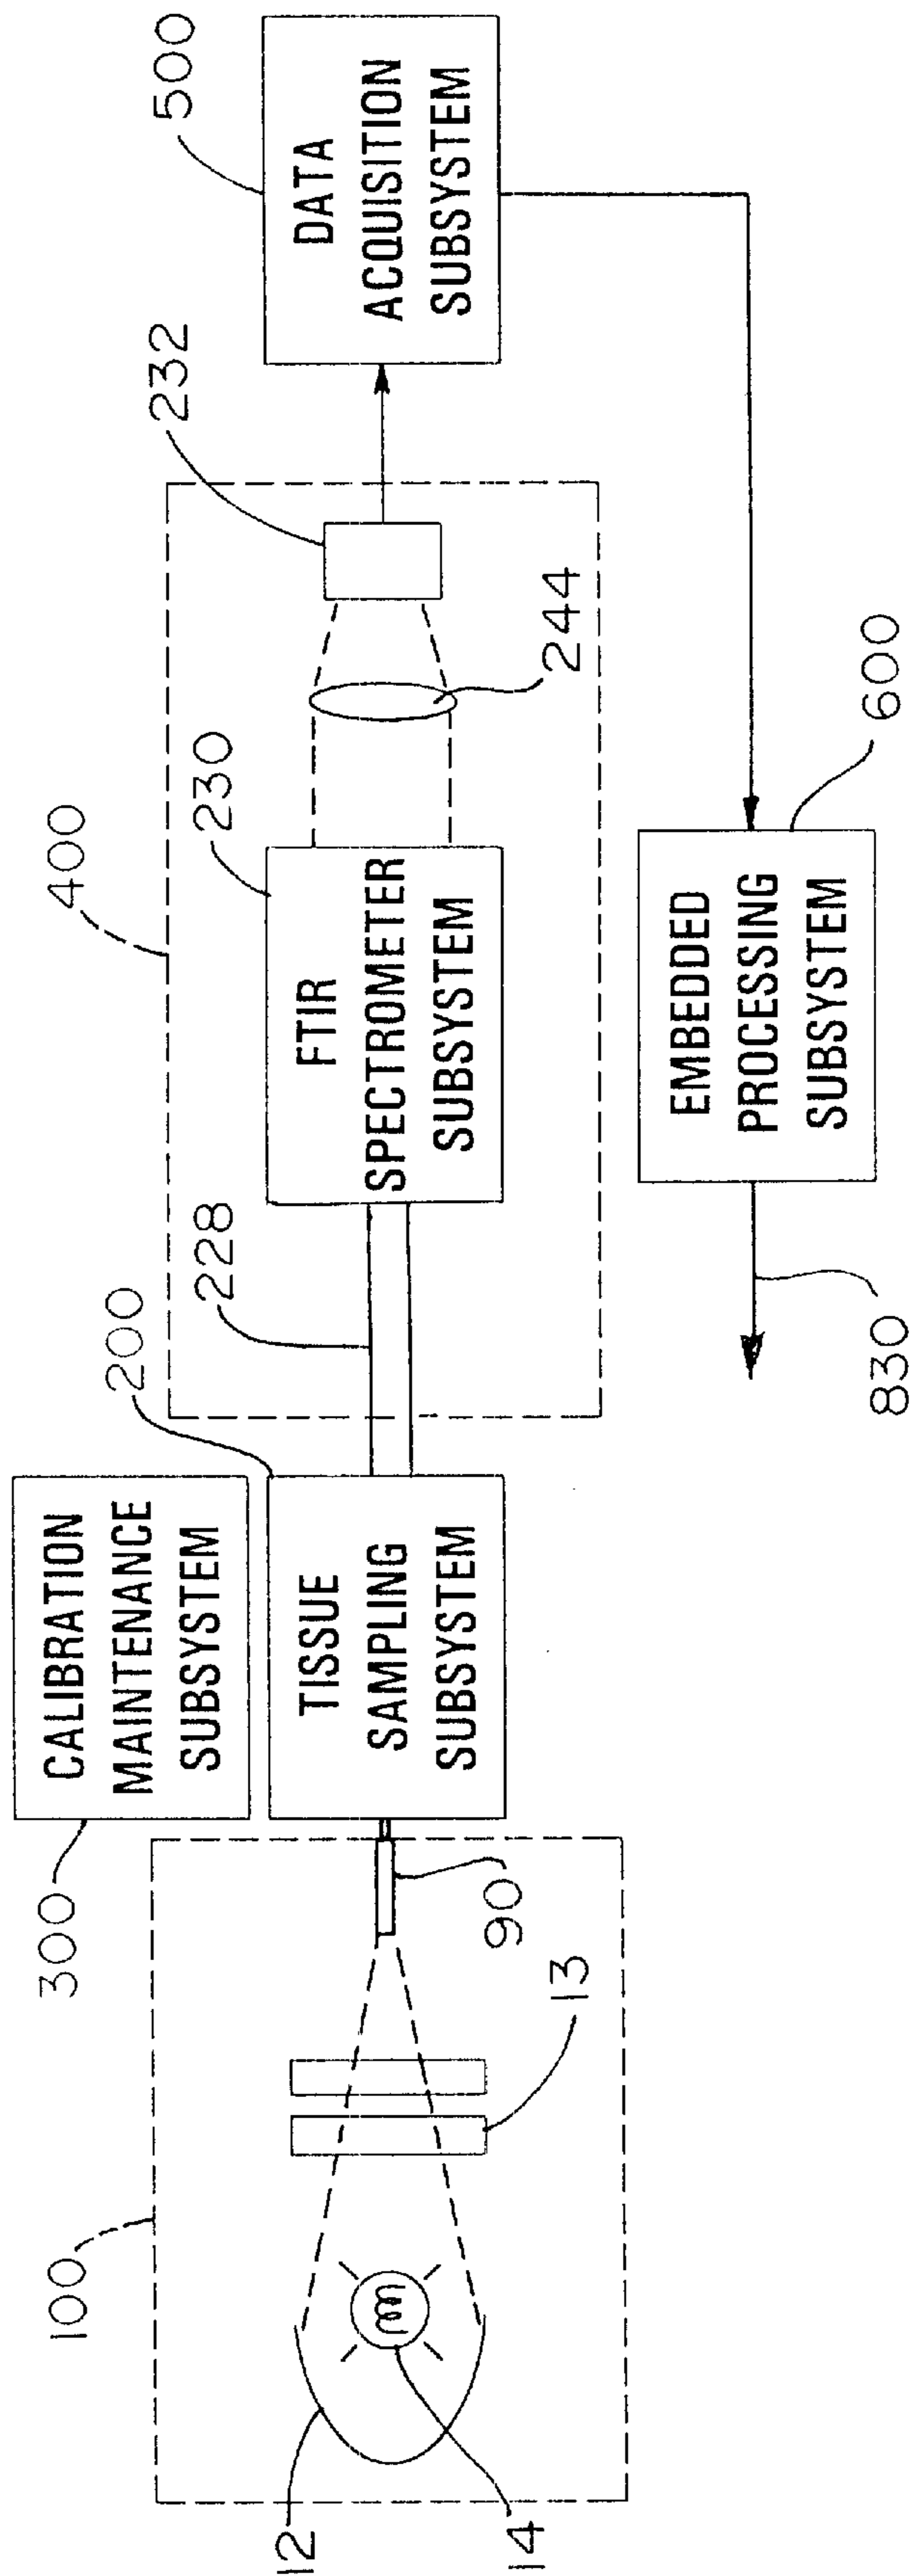 500
DATA
ACQUISITION
SUBSYSTEM
232
244
400
230
FTIR
SPECTROMETER
SUBSYSTEM
228
600
EMBEDDED
PROCESSING
SUBSYSTEM
830
200
CALIBRATION
MAINTENANCE
SUBSYSTEM
300
TISSUE
SAMPLING
SUBSYSTEM
90
13
100
12
14